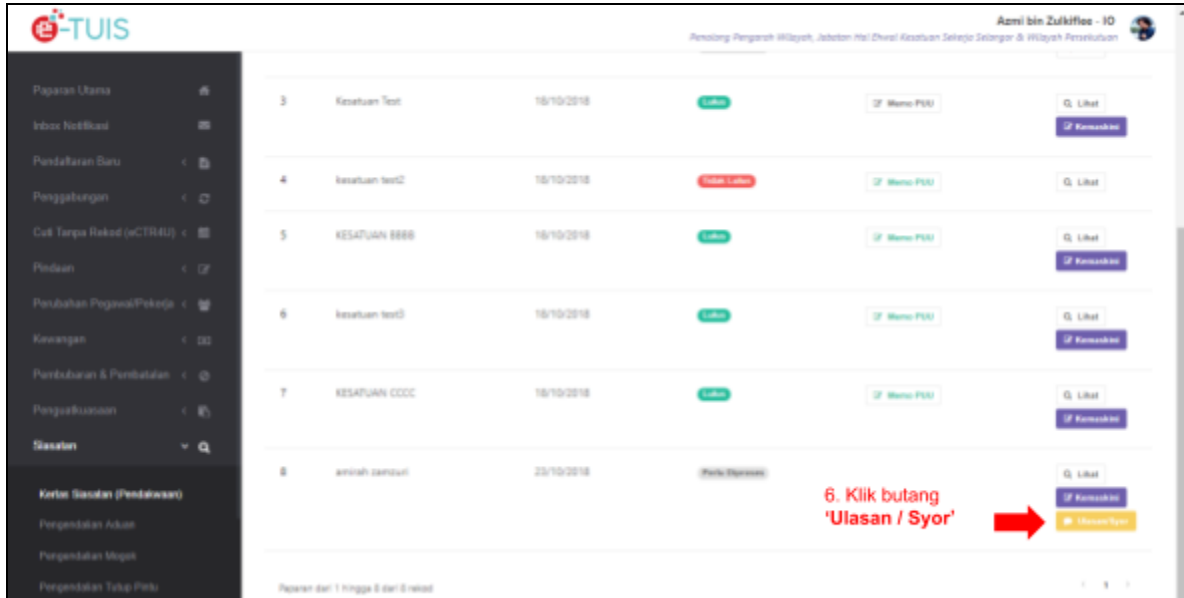 e-TUIS
Azmi bin Zulkiflee - IO
Penolong Pengarah Wilayah, Jabatan Hal Ehwal Kesatuan Sekerja Selangor & Wilayah Persekutuan
Paparan Utama
Inbox Notifikasi
Pendaftaran Baru
Penggabungan
Cuti Tanpa Rekod (eCTR4U)
Pindaan
Perubahan Pegawai/Pekerja
Kewangan
Pembubaran & Pembatalan
Penguatkuasaan
Siasatan
Kertas Siasatan (Pendakwaan)
Pengendalian Aduan
Pengendalian Mogok
Pengendalian Tutup Pintu
3 Kesatuan Test 18/10/2018 Lulus Memo PUU Lihat
Kemaskini
4 kesatuan test2 18/10/2018 Tidak Lulus Memo PUU Lihat
5 KESATUAN BBBB 18/10/2018 Lulus Memo PUU Lihat
Kemaskini
6 kesatuan test3 18/10/2018 Lulus Memo PUU Lihat
Kemaskini
7 KESATUAN CCCC 18/10/2018 Lulus Memo PUU Lihat
Kemaskini
8 amirah zamzuri 23/10/2018 Perlu Diproses Lihat
Kemaskini
Ulasan/Syor
6. Klik butang
'Ulasan / Syor'
Paparan dari 1 hingga 8 dari 8 rekod
1